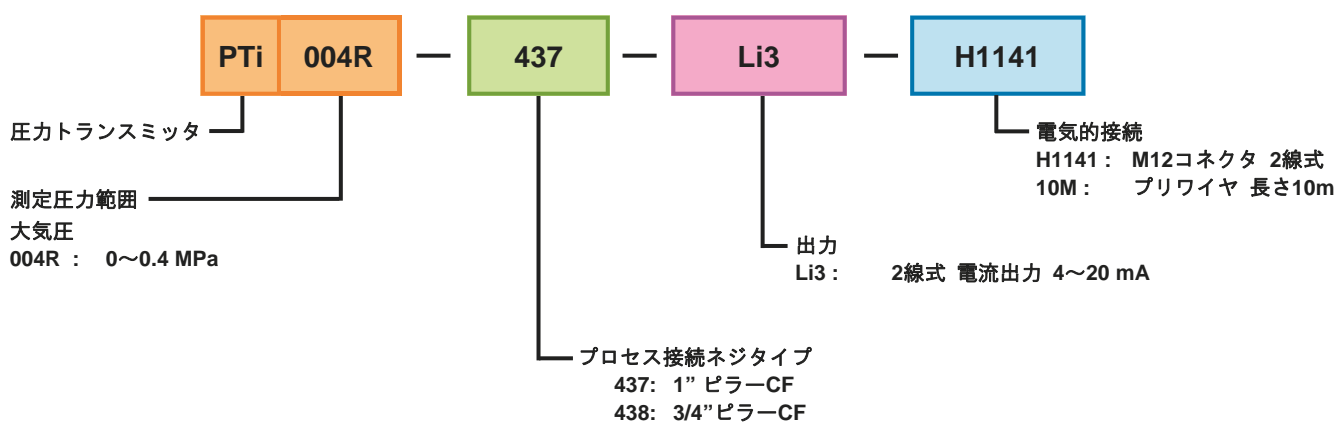 PTi 004R — 437 — Li3 — H1141
圧力トランスミッタ
測定圧力範囲
大気圧
004R : 0〜0.4 MPa
電気的接続
H1141 : M12コネクタ 2線式
10M : プリワイヤ 長さ10m
出力
Li3 : 2線式 電流出力 4〜20 mA
プロセス接続ネジタイプ
437: 1” ピラーCF
438: 3/4”ピラーCF